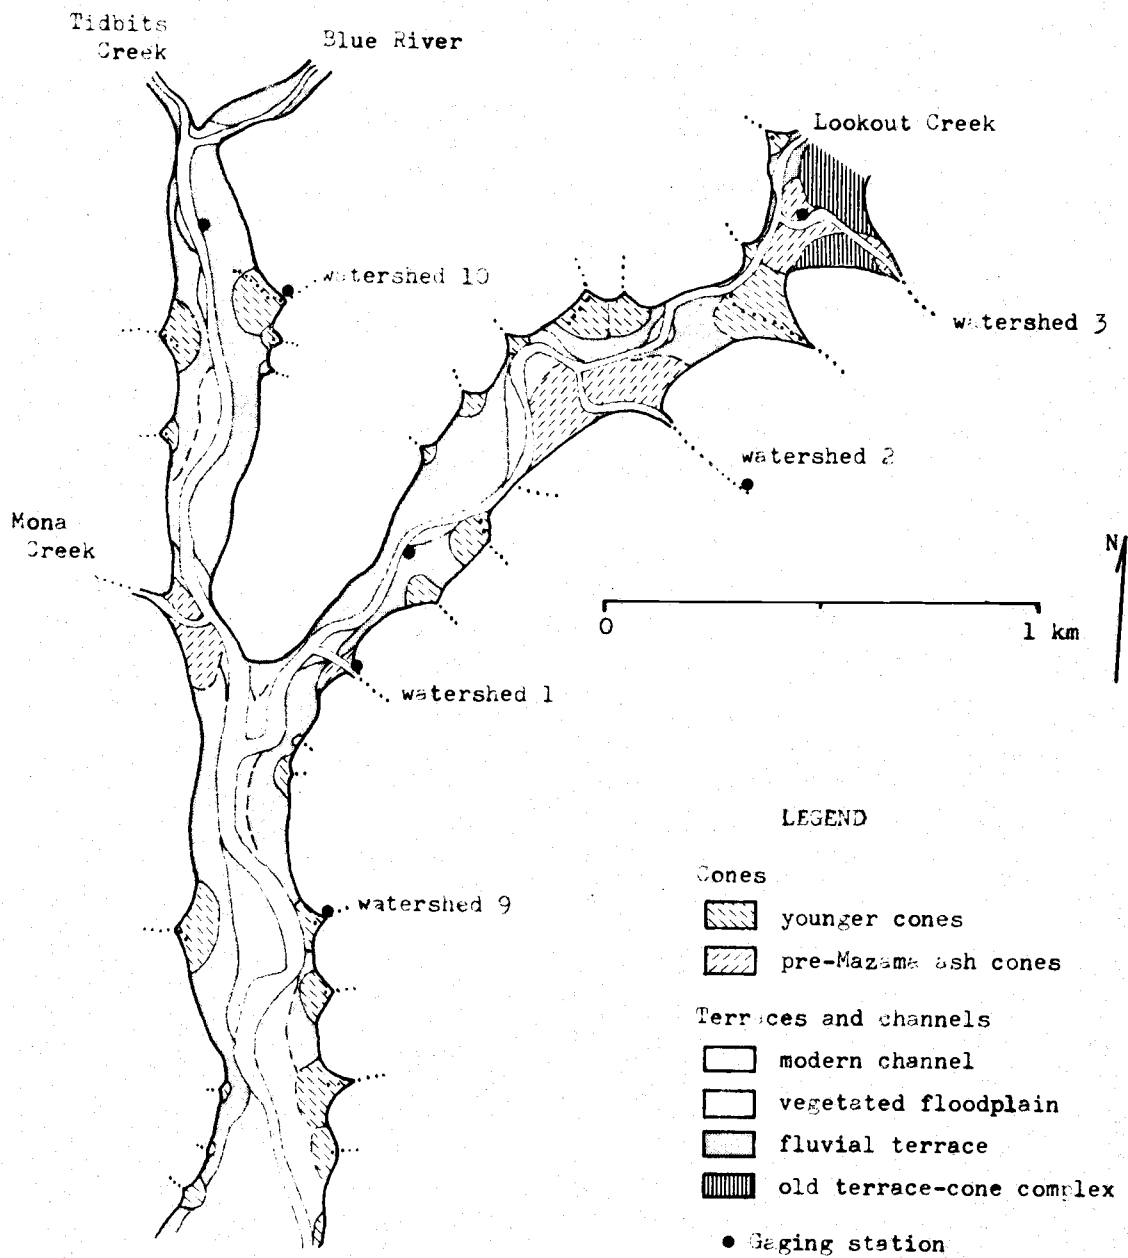 Tidbits
Creek
Blue River
Lookout Creek
watershed 10
watershed 3
watershed 2
Mona
Creek
N
0
1 km
watershed 1
LEGEND
watershed 9
Cones
younger cones
pre-Mazama ash cones
Terraces and channels
modern channel
vegetated floodplain
fluvial terrace
old terrace-cone complex
Gaging station